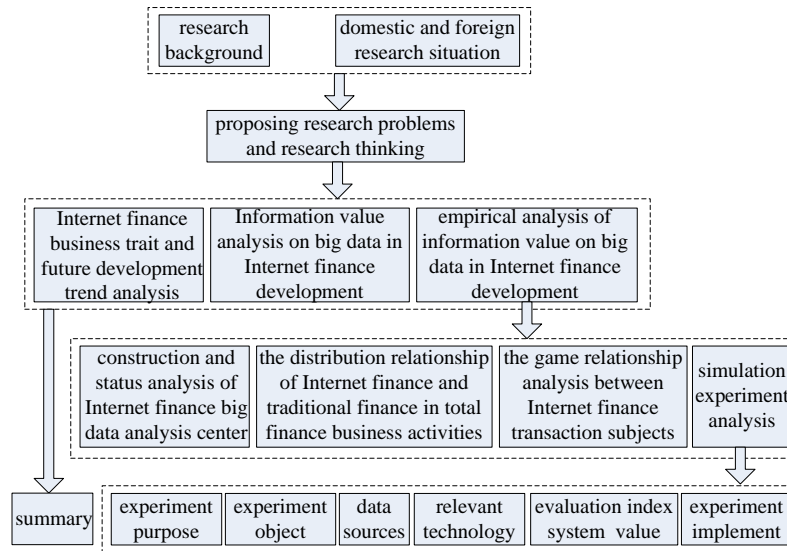 research
background
domestic and foreign
research situation
proposing research problems
and research thinking
Internet finance
business trait and
future development
trend analysis
Information value
analysis on big data in
Internet finance
development
empirical analysis of
information value on big
data in Internet finance
development
construction and
status analysis of
Internet finance big
data analysis center
the distribution relationship
of Internet finance and
traditional finance in total
finance business activities
the game relationship
analysis between
Internet finance
transaction subjects
simulation
experiment
analysis
summary
experiment
purpose
experiment
object
data
sources
relevant
technology
evaluation index
system value
experiment
implement